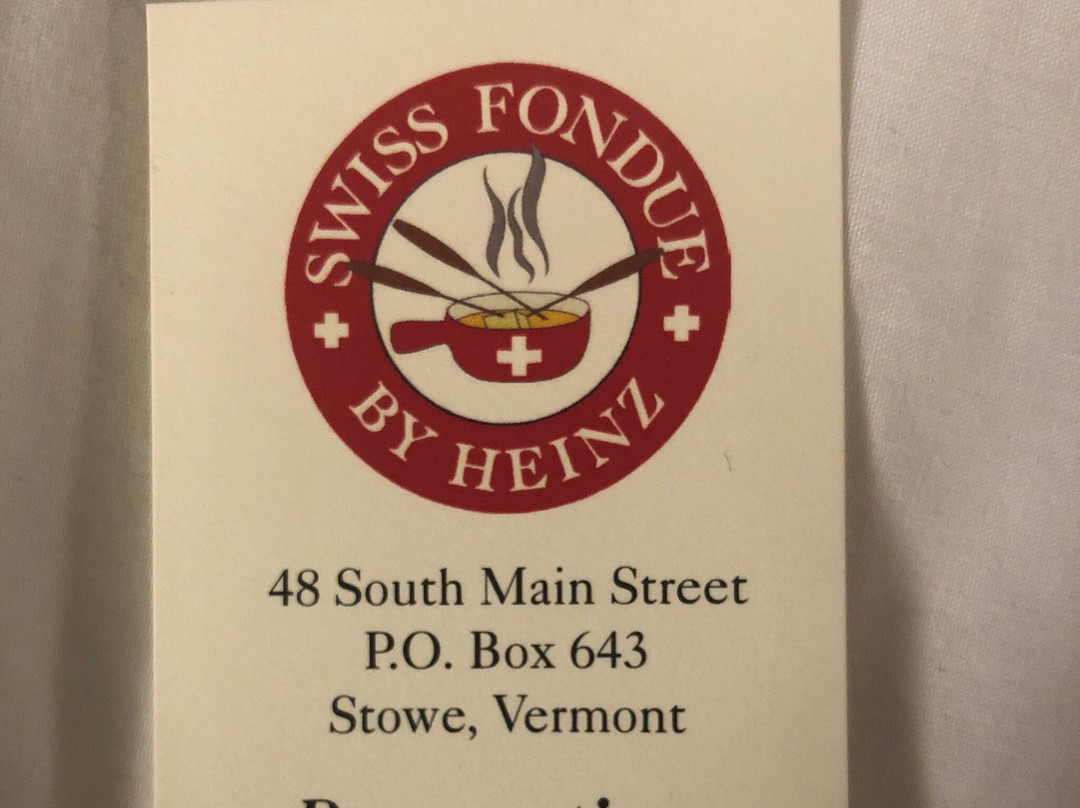 SWISS FONDUE
BY HEINZ
48 South Main Street
P.O. Box 643
Stowe, Vermont